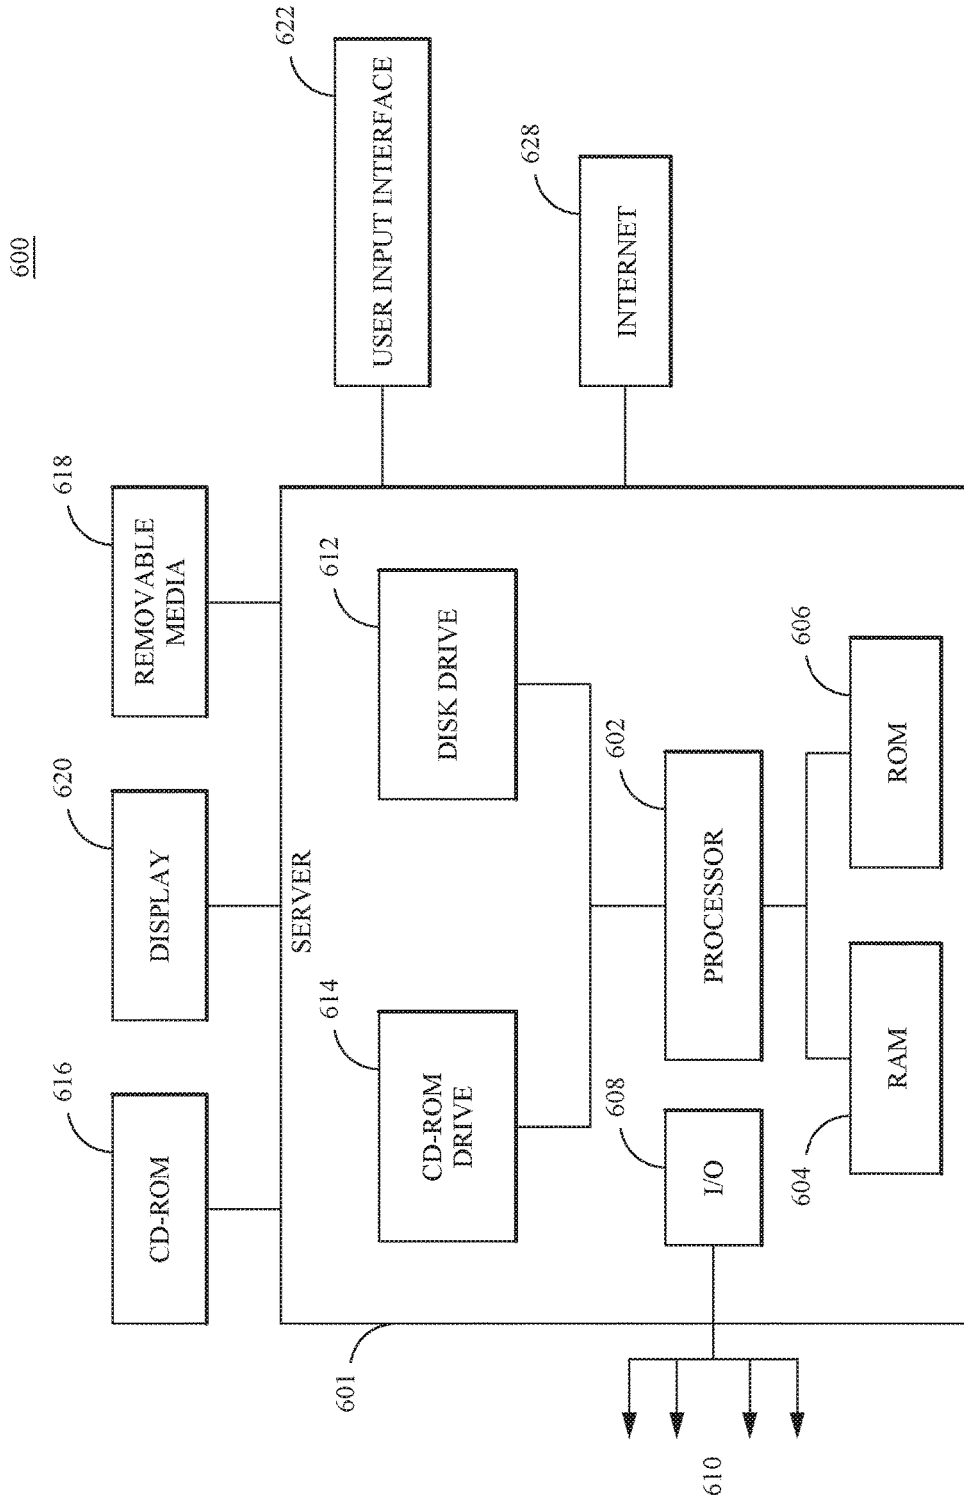 600
616
CD-ROM
620
DISPLAY
618
REMOVABLE
MEDIA
622
USER INPUT INTERFACE
628
INTERNET
601
SERVER
614
CD-ROM
DRIVE
612
DISK DRIVE
608
I/O
602
PROCESSOR
610
604
RAM
606
ROM